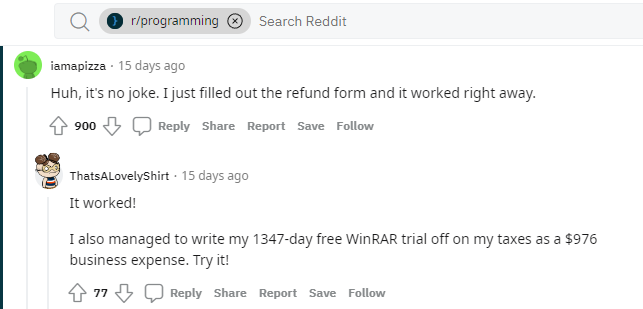 r/programming Search Reddit
iamapizza · 15 days ago
Huh, it's no joke. I just filled out the refund form and it worked right away.
900 Reply Share Report Save Follow
ThatsALovelyShirt · 15 days ago
It worked!
I also managed to write my 1347-day free WinRAR trial off on my taxes as a $976
business expense. Try it!
77 Reply Share Report Save Follow